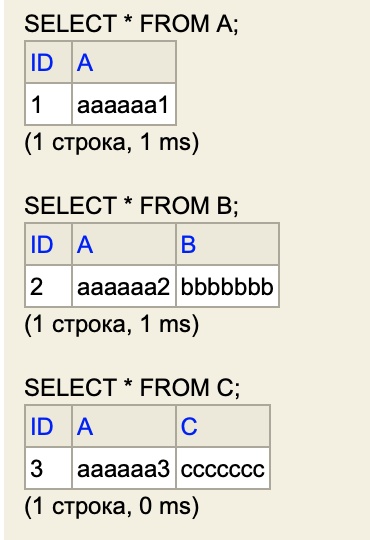 SELECT * FROM A;
ID A
1 aaaaaa1
(1 строка, 1 ms)
SELECT * FROM B;
ID A B
2 aaaaaa2 bbbbbbb
(1 строка, 1 ms)
SELECT * FROM C;
ID A C
3 aaaaaa3 ccccccc
(1 строка, 0 ms)